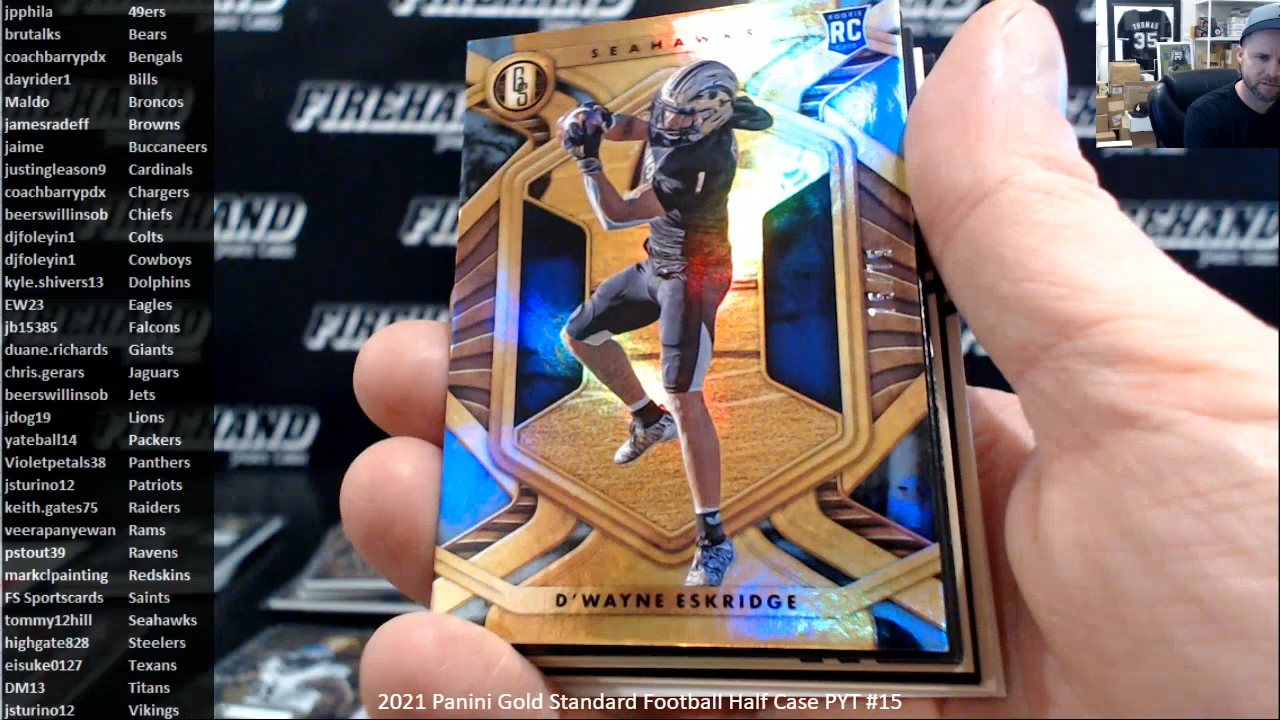 jpphila 49ers
brutalks Bears
coachbarrypdx Bengals
dayrider1 Bills
Maldo Broncos
jamesradeff Browns
jaime Buccaneers
justingleason9 Cardinals
coachbarrypdx Chargers
beerswillinsob Chiefs
djfoleyin1 Colts
djfoleyin1 Cowboys
kyle.shivers13 Dolphins
EW23 Eagles
jb15385 Falcons
duane.richards Giants
chris.gerars Jaguars
beerswillinsob Jets
jdog19 Lions
yateball14 Packers
Violetpetals38 Panthers
jsturino12 Patriots
keith.gates75 Raiders
veerapanyewan Rams
pstout39 Ravens
markclpainting Redskins
FS Sportscards Saints
tommy12hill Seahawks
highgate828 Steelers
eisuke0127 Texans
DM13 Titans
jsturino12 Vikings
SEAHAWKS
ROOKIE
RC
GS
1
D'WAYNE ESKRIDGE
FIREHAND
FIREHAND
THOMAS
35
2021 Panini Gold Standard Football Half Case PYT #15